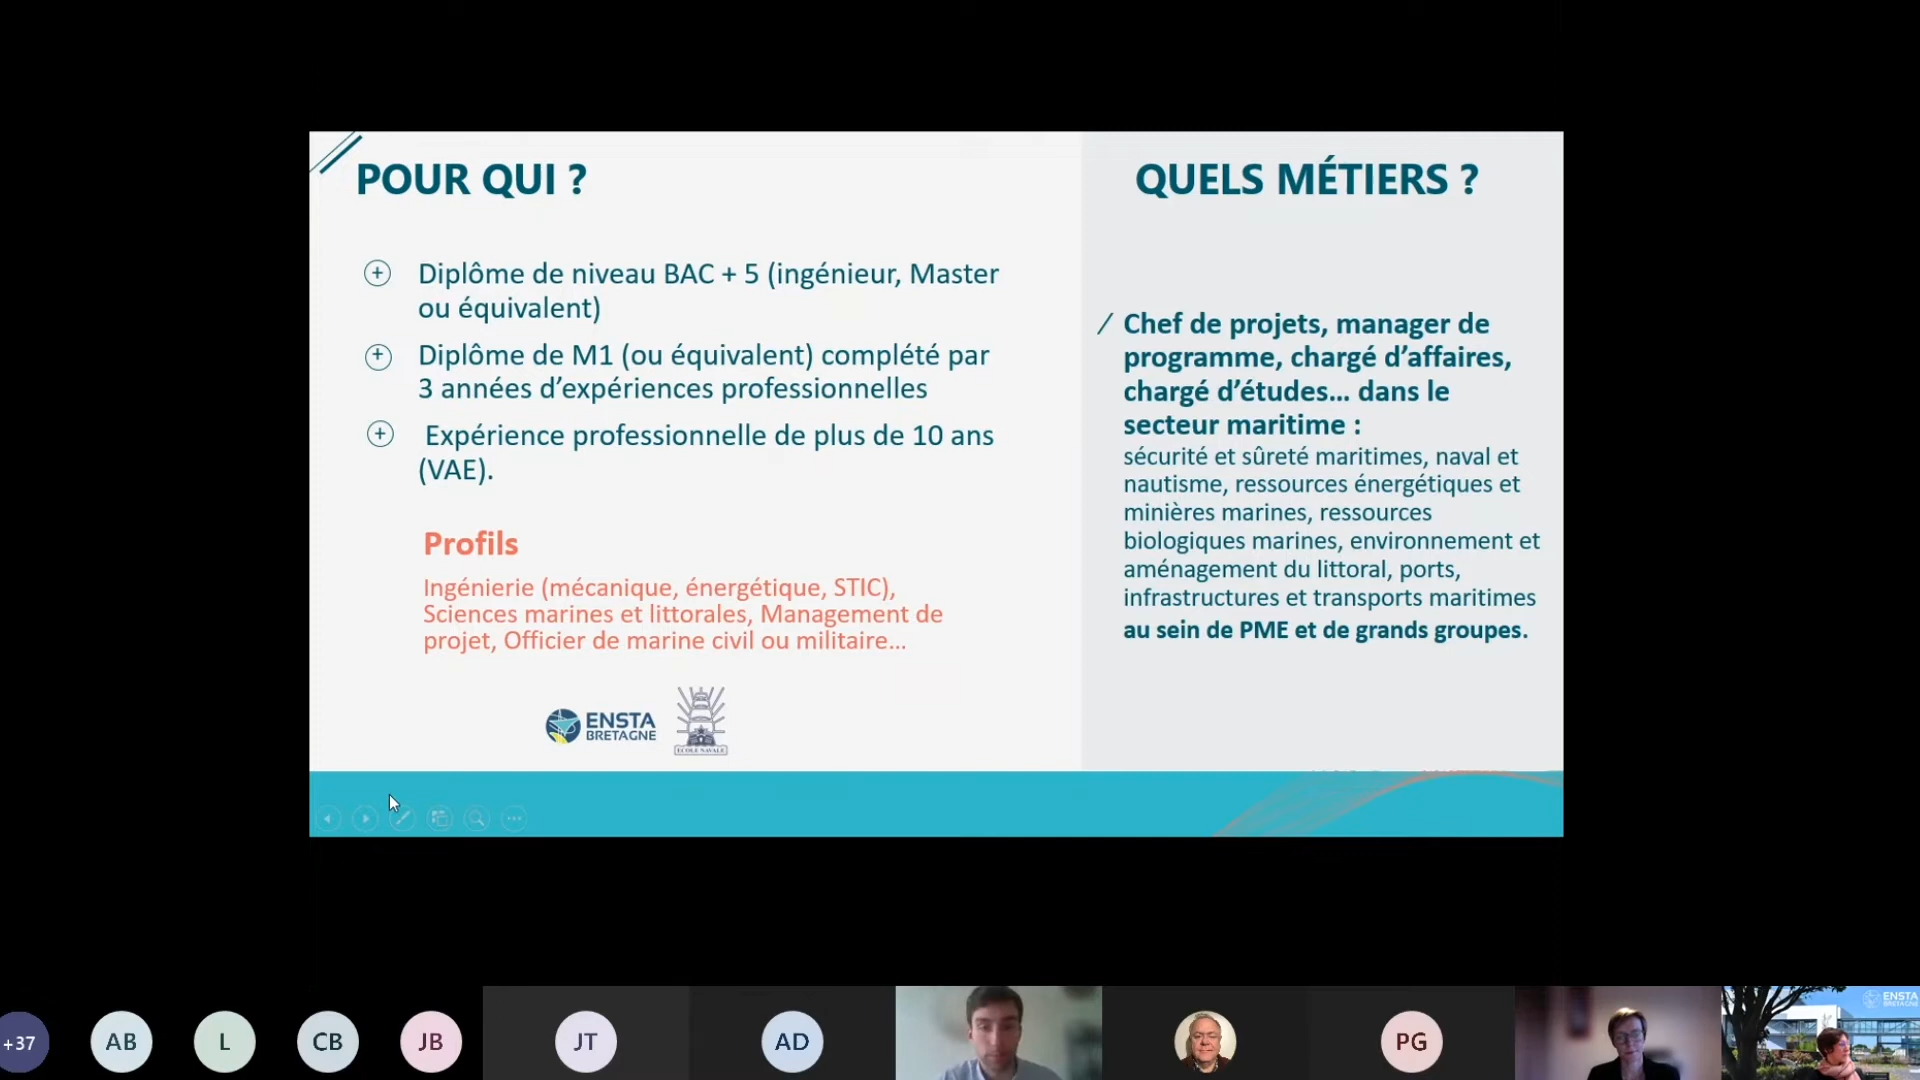 POUR QUI ?
Diplôme de niveau BAC + 5 (ingénieur, Master
ou équivalent)
Diplôme de M1 (ou équivalent) complété par
3 années d’expériences professionnelles
Expérience professionnelle de plus de 10 ans
(VAE).
Profils
Ingénierie (mécanique, énergétique, STIC),
Sciences marines et littorales, Management de
projet, Officier de marine civil ou militaire…
ENSTA
BRETAGNE
ECOLE NAVALE
QUELS MÉTIERS ?
/ Chef de projets, manager de
programme, chargé d’affaires,
chargé d’études… dans le
secteur maritime :
sécurité et sûreté maritimes, naval et
nautisme, ressources énergétiques et
minières marines, ressources
biologiques marines, environnement et
aménagement du littoral, ports,
infrastructures et transports maritimes
au sein de PME et de grands groupes.
+37
AB
L
CB
JB
JT
AD
PG
ENSTA
BRETAGNE